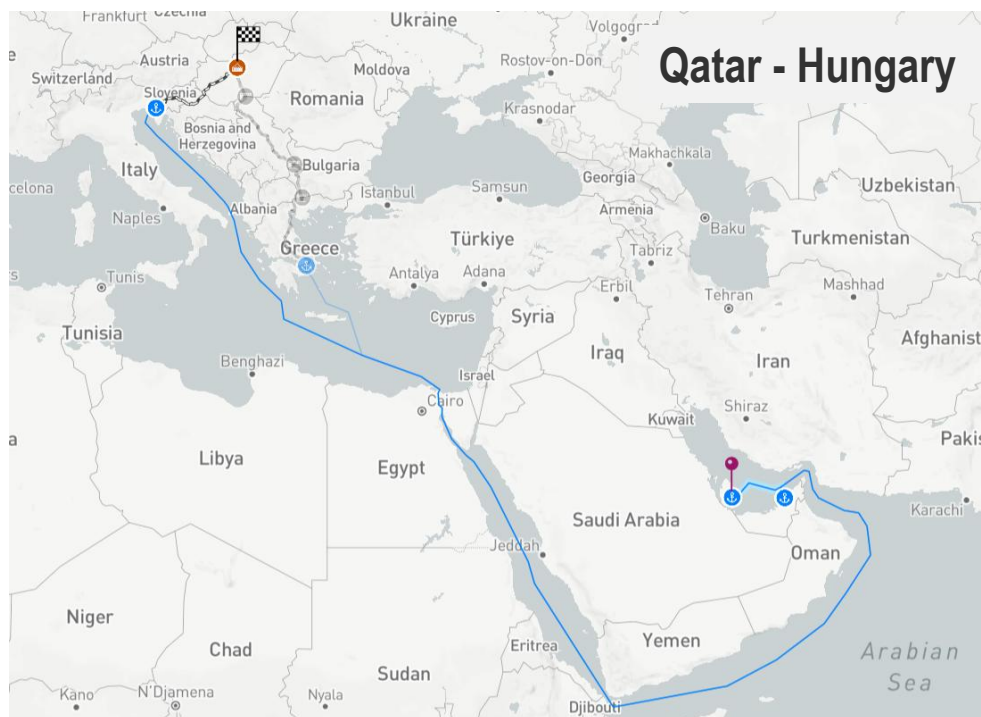 Qatar - Hungary
Frankfurt
Czechia
Ukraine
Volgograd
Austria
Moldova
Rostov-on-Don
Switzerland
Slovenia
Romania
Krasnodar
Bosnia and
Herzegovina
Makhachkala
Italy
Bulgaria
Georgia
Uzbekistan
celona
Istanbul
Samsun
Armenia
Naples
Albania
Baku
Türkiye
Turkmenistan
Greece
Tabriz
Tunis
Antalya
Adana
Erbil
Tehran
Mashhad
Cyprus
Syria
Tunisia
Afghanist
Benghazi
Israel
Iraq
Iran
Cairo
Kuwait
Shiraz
Pakis
Libya
Egypt
Karachi
Saudi Arabia
Jeddah
Oman
Niger
Chad
Eritrea
Yemen
Arabian
Sea
Sudan
Kano
N'Djamena
Nyala
Djibouti